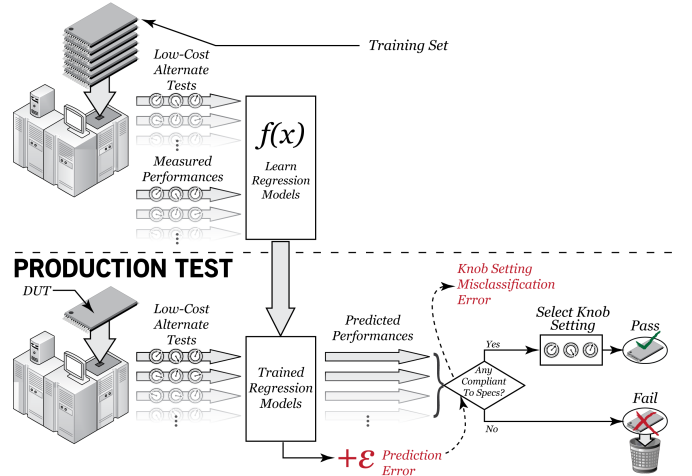 Training Set
Low-Cost
Alternate
Tests
f(x)
Learn
Regression
Models
Measured
Performances
PRODUCTION TEST
DUT
Low-Cost
Alternate
Tests
Trained
Regression
Models
Predicted
Performances
Knob Setting
Misclassification
Error
Any
Compliant
To Specs?
Yes
No
Select Knob
Setting
Pass
Fail
+ε Prediction
Error